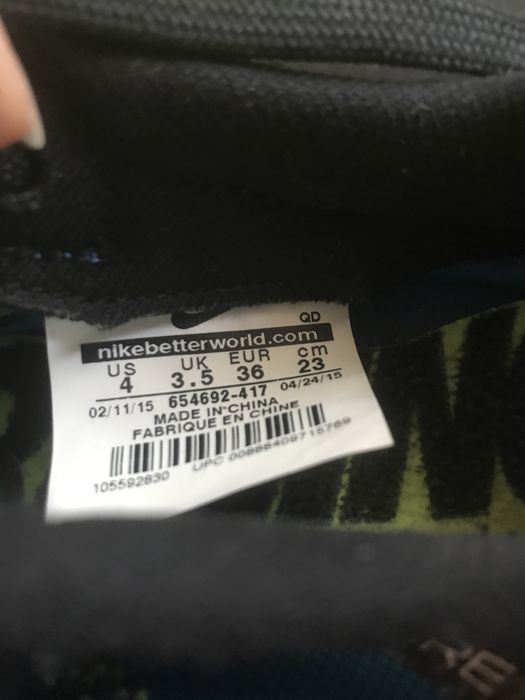 QD
nikebetterworld.com
US UK EUR cm
4 3.5 36 23
02/11/15 654692-417 04/24/15
MADE IN CHINA
FABRIQUE EN CHINE
UPC
105592830
RE